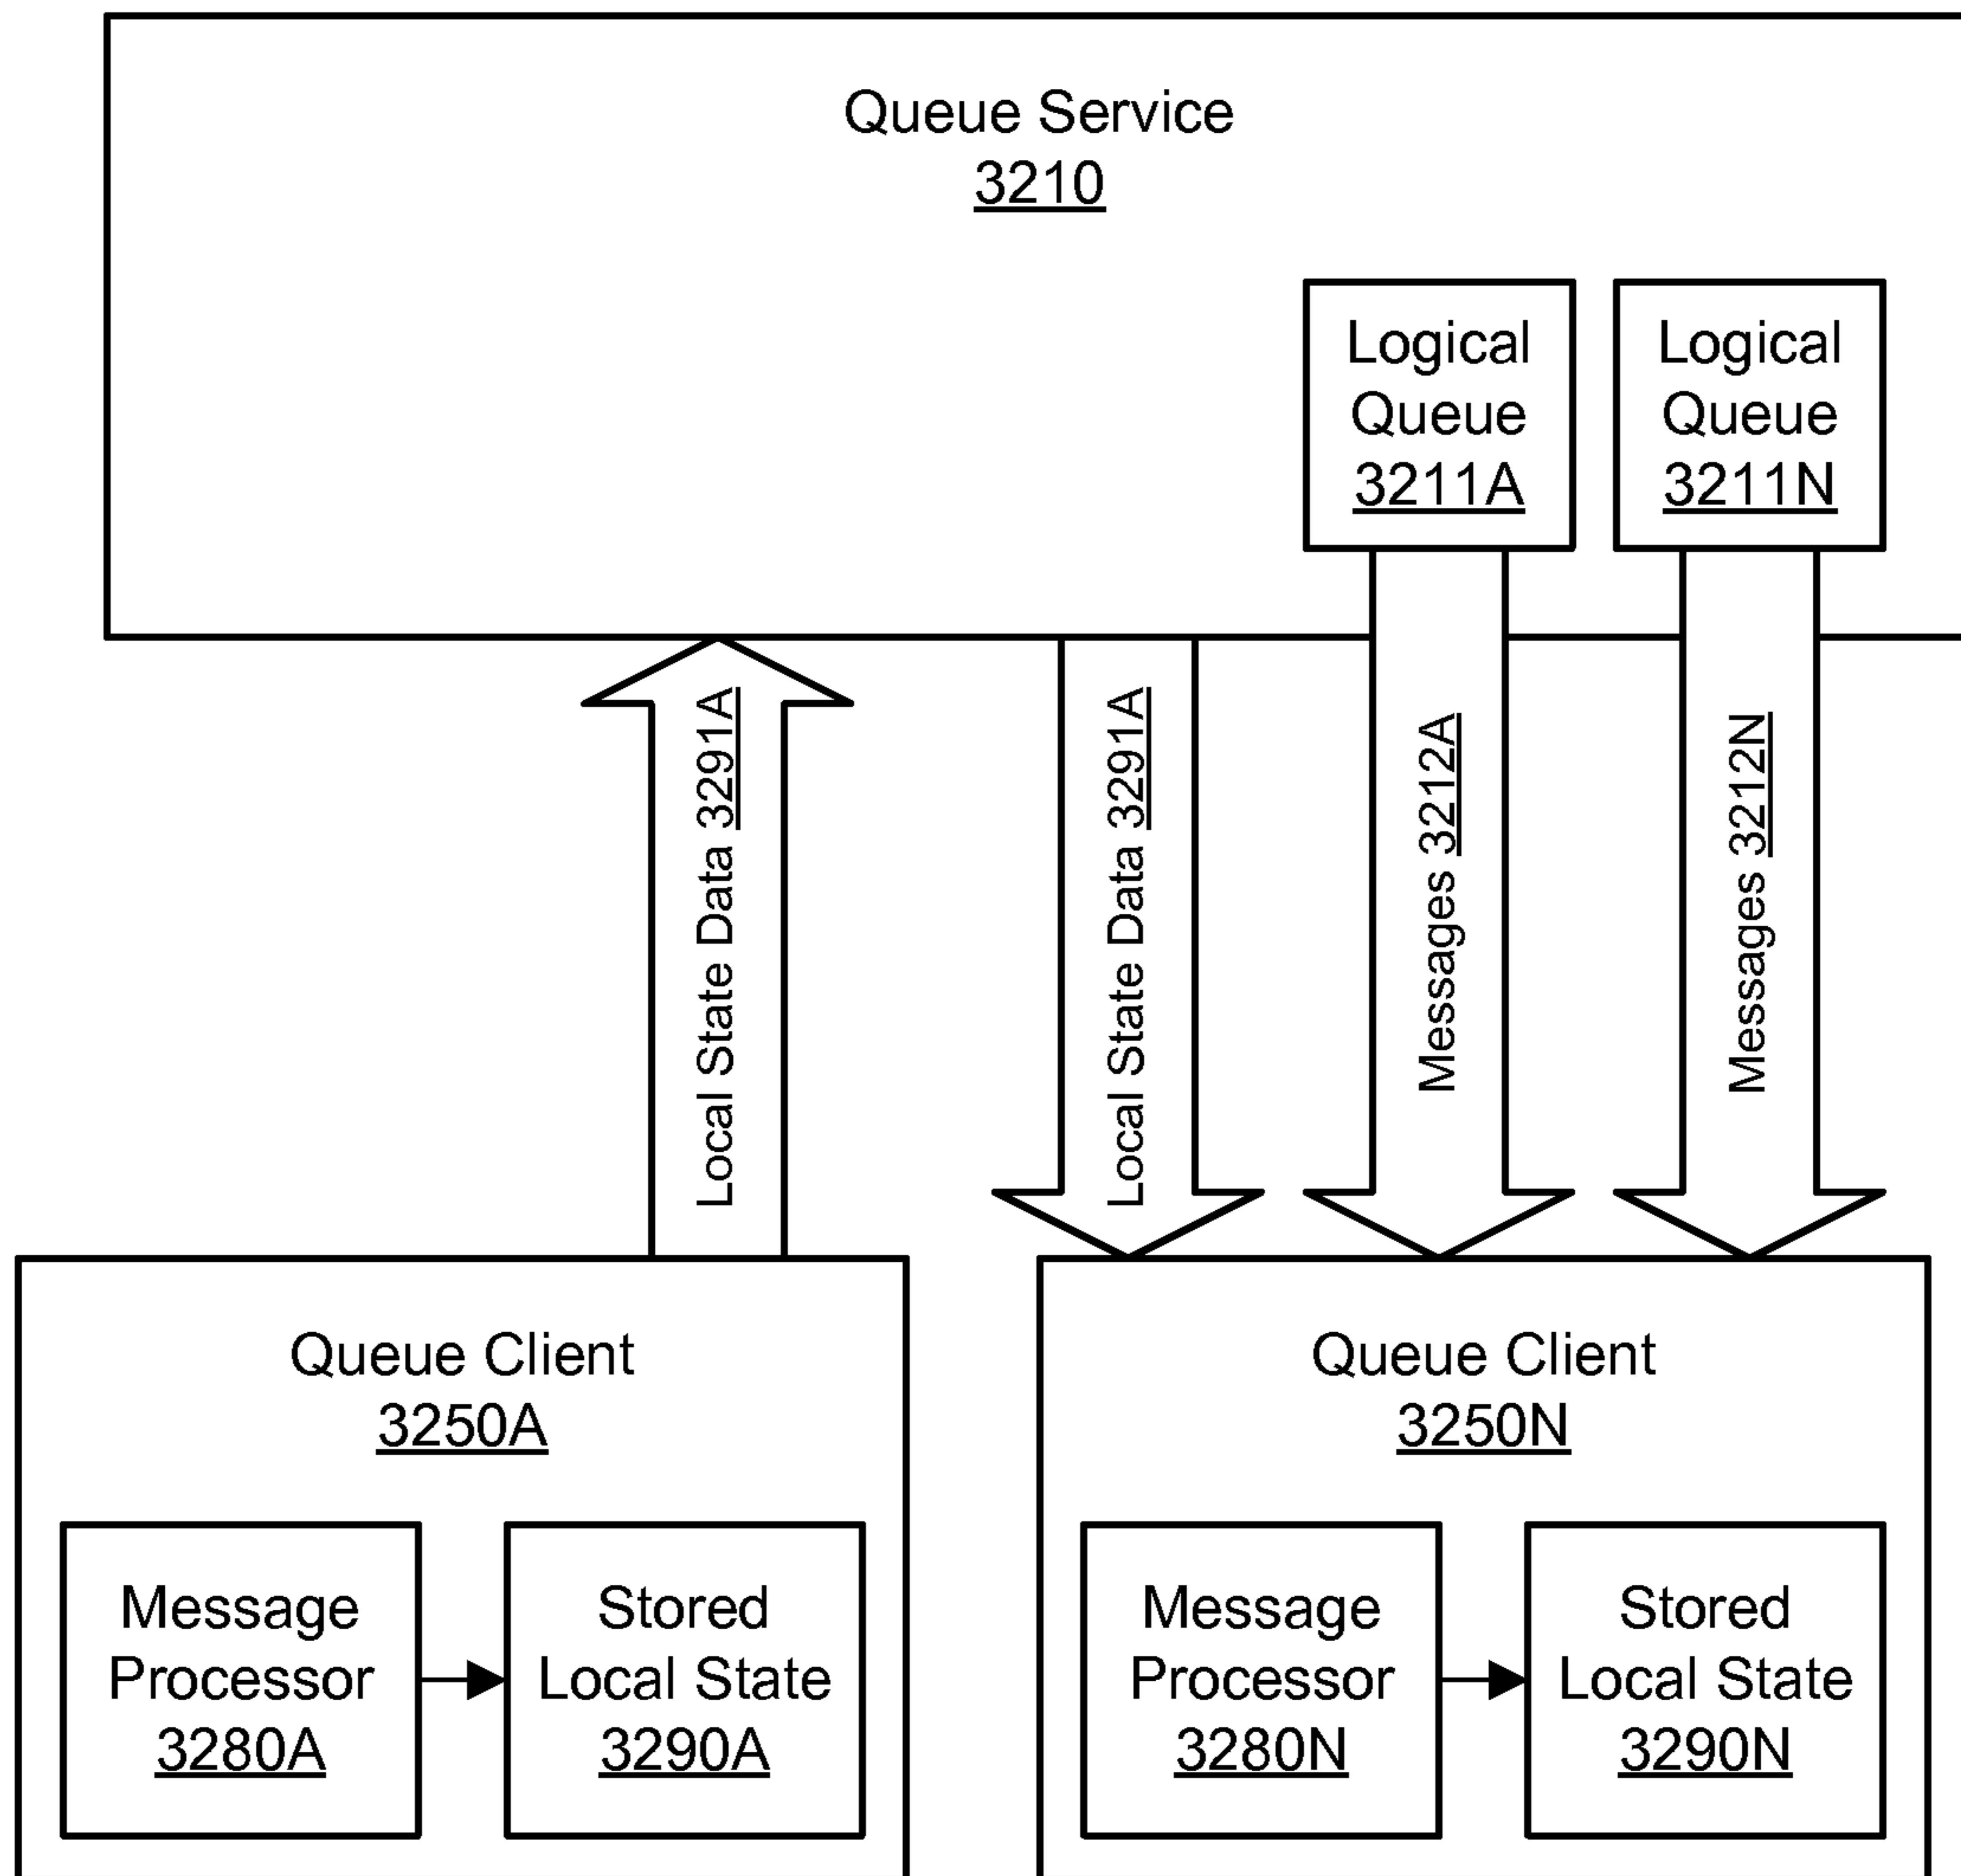 Queue Service
3210
Logical
Queue
3211A
Logical
Queue
3211N
Local State Data 3291A
Local State Data 3291A
Messages 3212A
Messages 3212N
Queue Client
3250A
Message
Processor
3280A
Stored
Local State
3290A
Queue Client
3250N
Message
Processor
3280N
Stored
Local State
3290N